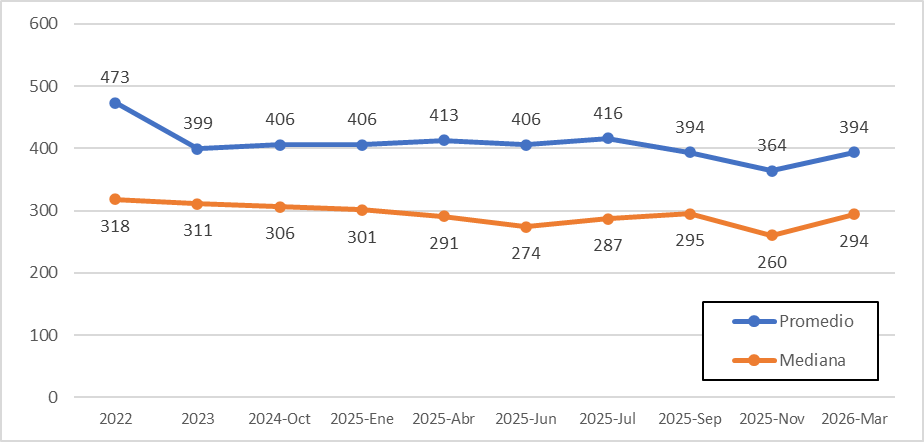 600
500
400
300
200
100
0
473
399
406
406
413
406
416
394
364
394
318
311
306
301
291
274
287
295
260
294
Promedio
Mediana
2022
2023
2024-Oct
2025-Ene
2025-Abr
2025-Jun
2025-Jul
2025-Sep
2025-Nov
2026-Mar